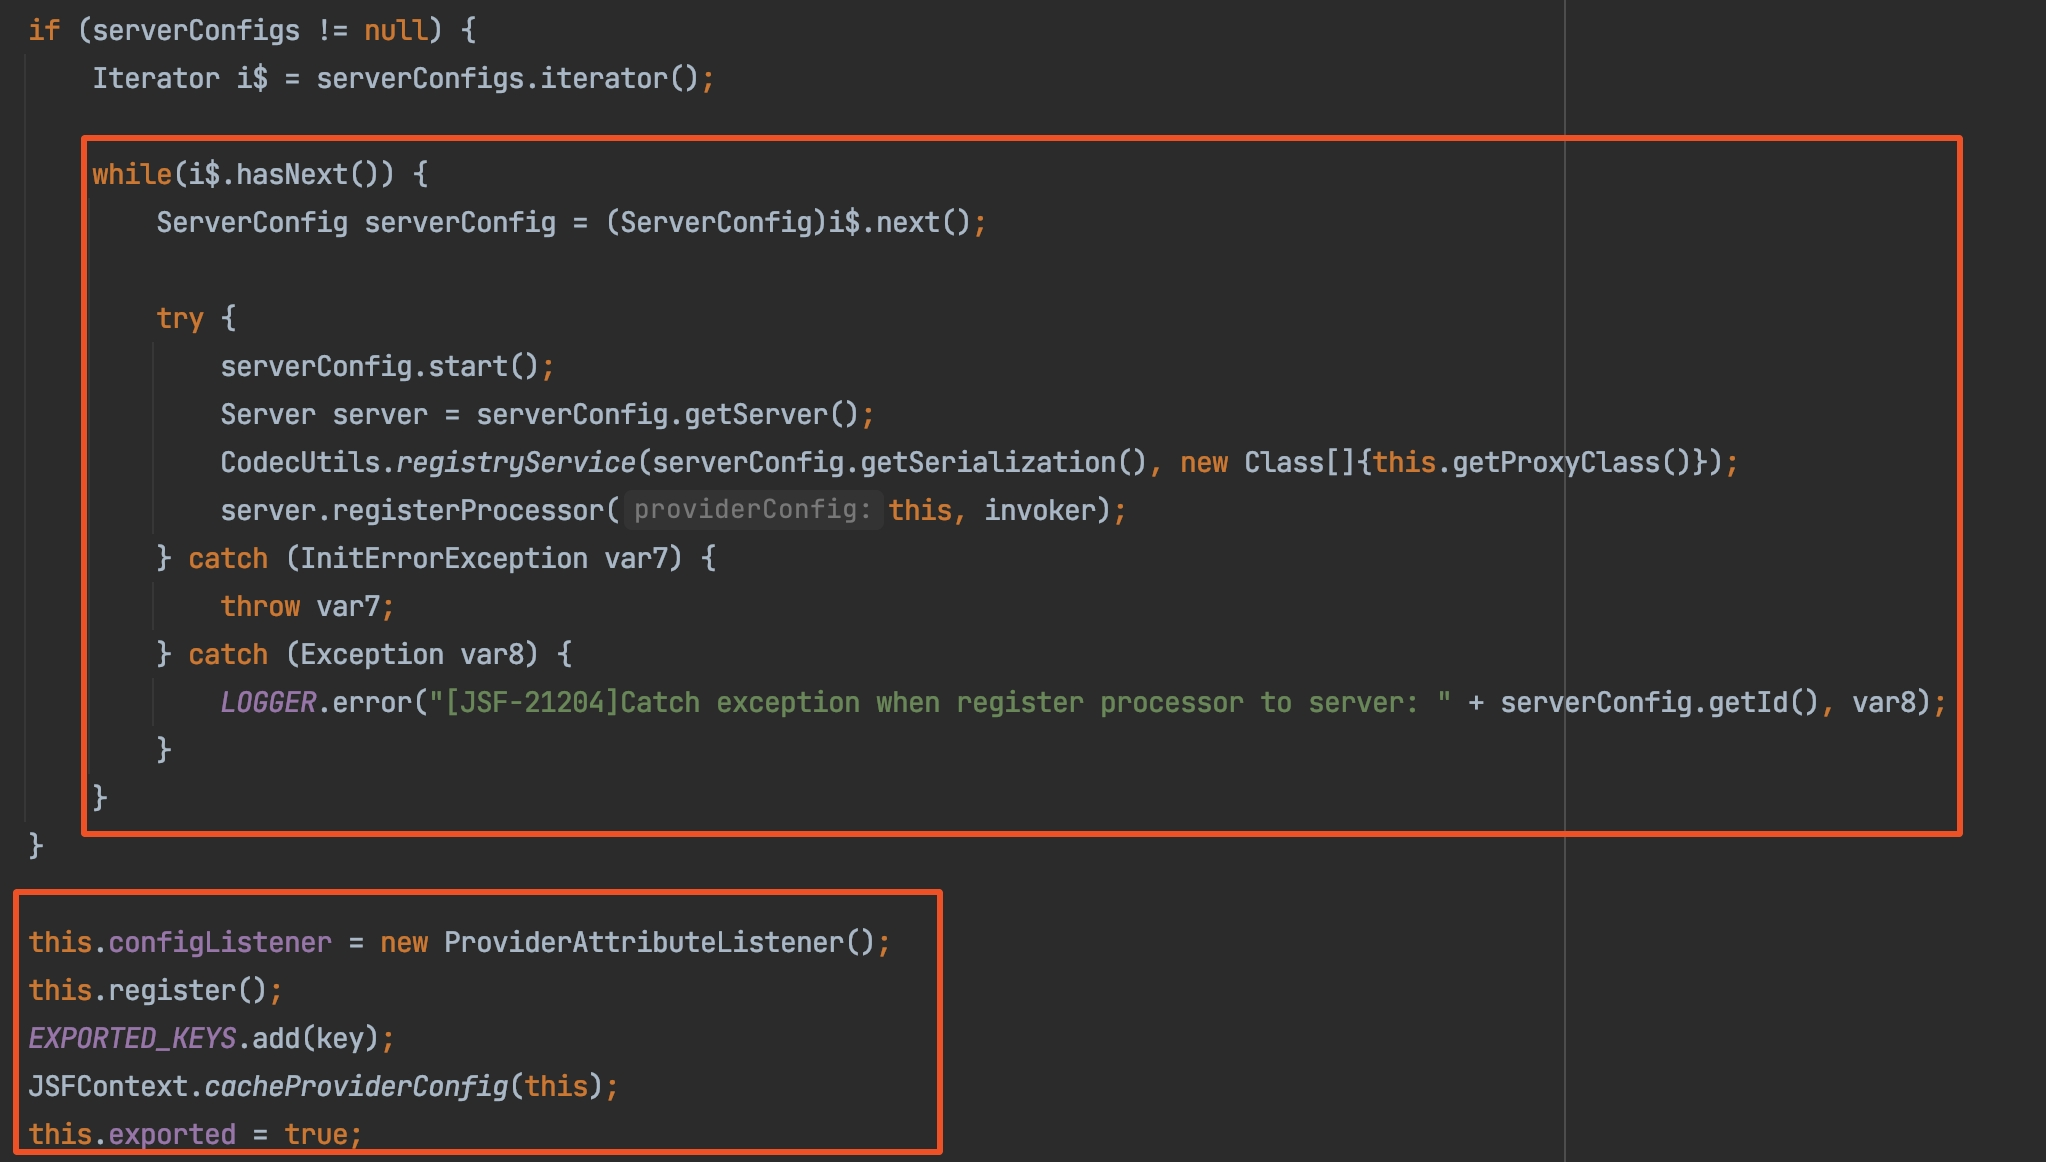 if (serverConfigs != null) {
    Iterator i$ = serverConfigs.iterator();
    while(i$.hasNext()) {
        ServerConfig serverConfig = (ServerConfig)i$.next();
        try {
            serverConfig.start();
            Server server = serverConfig.getServer();
            CodecUtils.registryService(serverConfig.getSerialization(), new Class[]{this.getProxyClass()});
            server.registerProcessor( providerConfig: this, invoker);
        } catch (InitErrorException var7) {
            throw var7;
        } catch (Exception var8) {
            LOGGER.error("[JSF-21204]Catch exception when register processor to server: " + serverConfig.getId(), var8);
        }
    }
}
this.configListener = new ProviderAttributeListener();
this.register();
EXPORTED_KEYS.add(key);
JSFContext.cacheProviderConfig(this);
this.exported = true;